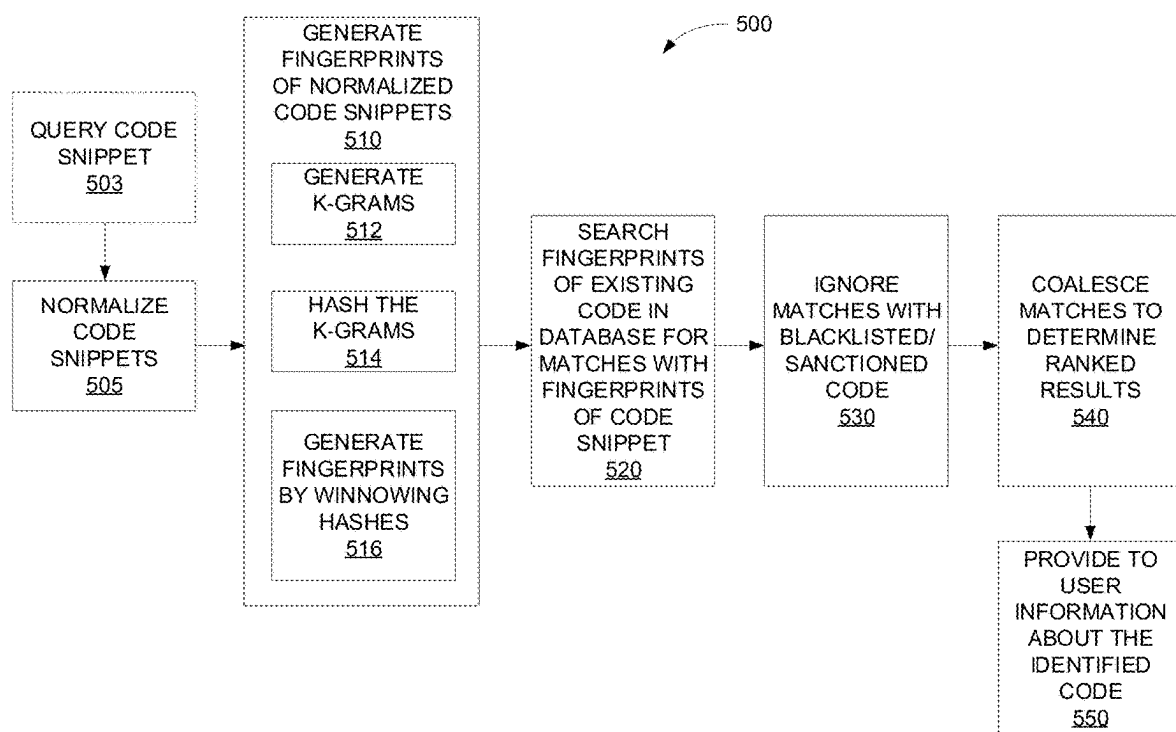 500
QUERY CODE
SNIPPET
503
NORMALIZE
CODE
SNIPPETS
505
GENERATE
FINGERPRINTS
OF NORMALIZED
CODE SNIPPETS
510
GENERATE
K-GRAMS
512
HASH THE
K-GRAMS
514
GENERATE
FINGERPRINTS
BY WINNOWING
HASHES
516
SEARCH
FINGERPRINTS
OF EXISTING
CODE IN
DATABASE FOR
MATCHES WITH
FINGERPRINTS
OF CODE
SNIPPET
520
IGNORE
MATCHES WITH
BLACKLISTED/
SANCTIONED
CODE
530
COALESCE
MATCHES TO
DETERMINE
RANKED
RESULTS
540
PROVIDE TO
USER
INFORMATION
ABOUT THE
IDENTIFIED
CODE
550